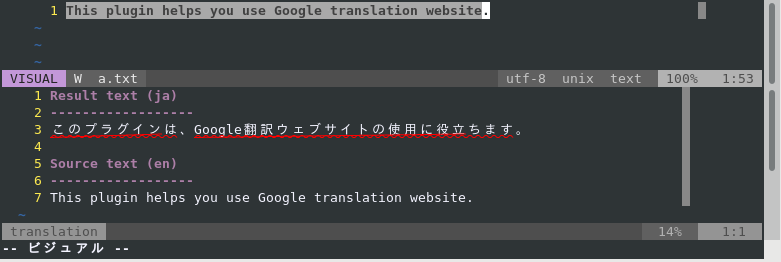 1 This plugin helps you use Google translation website.
~
~
~
VISUAL W a.txt utf-8 unix text 100% 1:53
1 Result text (ja)
2 ------------------
3 このプラグインは、Google翻訳ウェブサイトの使用に役立ちます。
4
5 Source text (en)
6 ------------------
7 This plugin helps you use Google translation website.
~
translation 14% 1:1
-- ビジュアル --